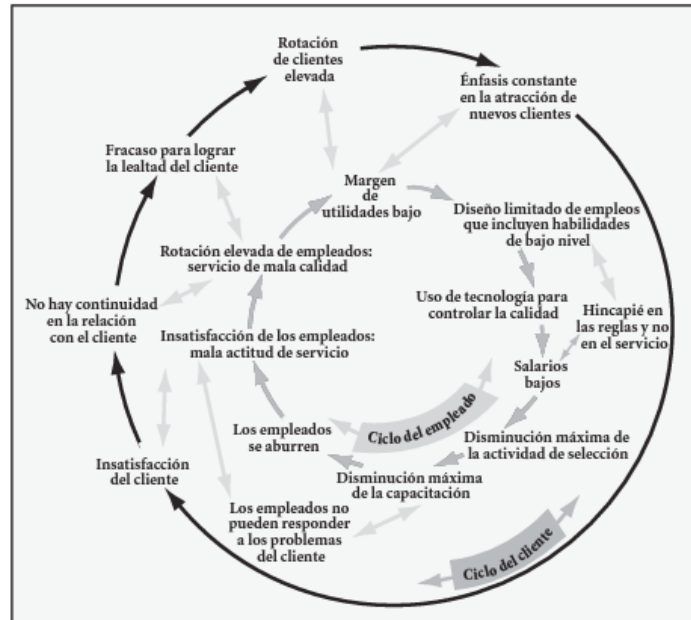 Rotación
de clientes
elevada
Énfasis constante
en la atracción de
nuevos clientes
Fracaso para lograr
la lealtad del cliente
Margen
de
utilidades bajo
Diseño limitado de empleos
que incluyen habilidades
de bajo nivel
Rotación elevada de empleados:
servicio de mala calidad
No hay continuidad
en la relación
con el cliente
Uso de tecnología para
controlar la calidad
Hincapié en
las reglas y no
en el servicio
Insatisfacción de los empleados:
mala actitud de servicio
Salarios
bajos
Ciclo del empleado
Los empleados
se aburren
Disminución máxima de
la actividad de selección
Insatisfacción
del cliente
Disminución máxima
de la capacitación
Los empleados no
pueden responder
a los problemas
del cliente
Ciclo del cliente